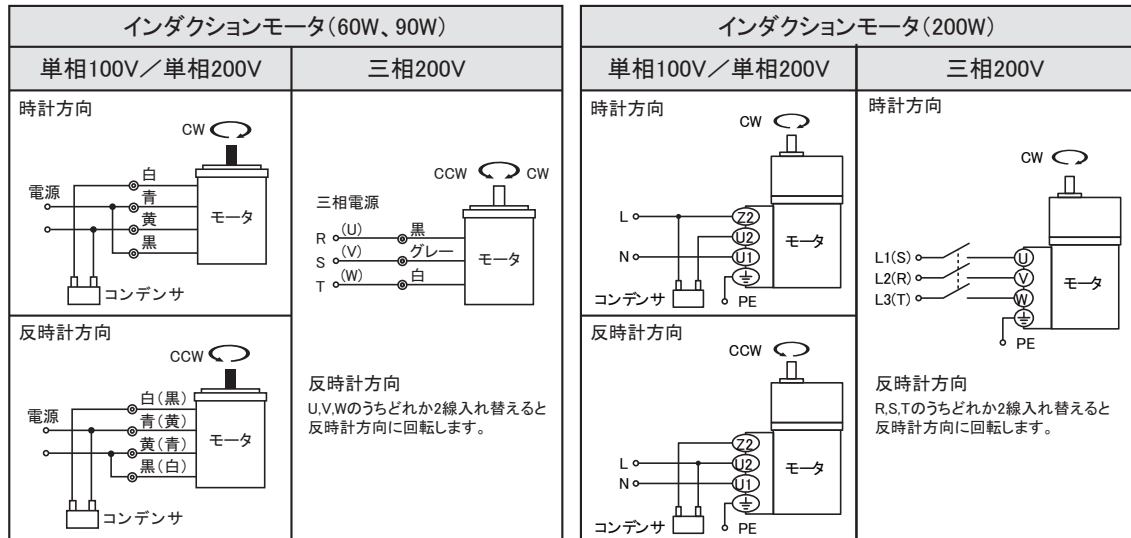 インダクションモータ(60W、90W)
単相100V／単相200V
三相200V
時計方向
CW
白
電源
青
黄
黒
モータ
コンデンサ
反時計方向
CCW
白(黒)
電源
青(黄)
黄(青)
黒(白)
モータ
コンデンサ
CCW CW
三相電源
R (U) 黒
S (V) グレー
T (W) 白
モータ
反時計方向
U,V,Wのうちどれか2線入れ替えると
反時計方向に回転します。
インダクションモータ(200W)
単相100V／単相200V
三相200V
時計方向
CW
L Z2
U2
モータ
N U1
コンデンサ PE
反時計方向
CCW
Z2
L U2
モータ
N U1
コンデンサ PE
時計方向
CW
L1(S) U
L2(R) V
モータ
L3(T) W
PE
反時計方向
R,S,Tのうちどれか2線入れ替えると
反時計方向に回転します。